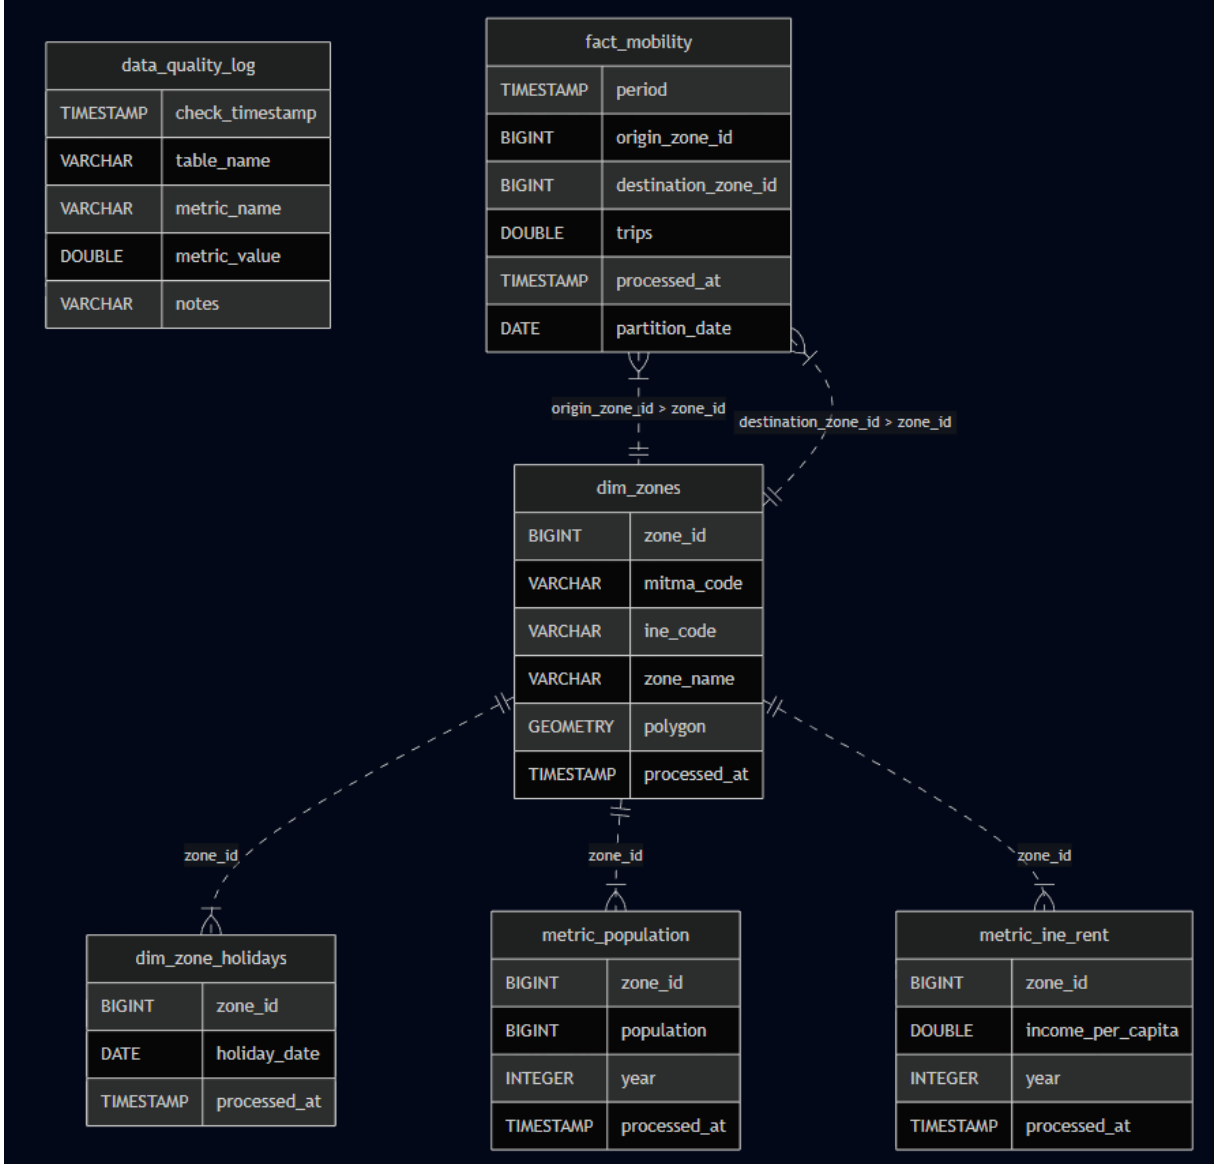 data_quality_log
TIMESTAMP check_timestamp
VARCHAR table_name
VARCHAR metric_name
DOUBLE metric_value
VARCHAR notes
fact_mobility
TIMESTAMP period
BIGINT origin_zone_id
BIGINT destination_zone_id
DOUBLE trips
TIMESTAMP processed_at
DATE partition_date
origin_zone_id > zone_id
destination_zone_id > zone_id
dim_zones
BIGINT zone_id
VARCHAR mitma_code
VARCHAR ine_code
VARCHAR zone_name
GEOMETRY polygon
TIMESTAMP processed_at
zone_id
zone_id
zone_id
dim_zone_holidays
BIGINT zone_id
DATE holiday_date
TIMESTAMP processed_at
metric_population
BIGINT zone_id
BIGINT population
INTEGER year
TIMESTAMP processed_at
metric_ine_rent
BIGINT zone_id
DOUBLE income_per_capita
INTEGER year
TIMESTAMP processed_at